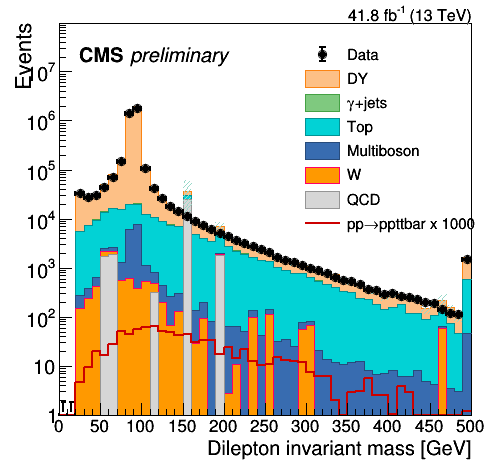 41.8 fb⁻¹ (13 TeV)
Events
CMS preliminary
Data
DY
γ+jets
Top
Multiboson
W
QCD
pp→ppttbar x 1000
10⁷
10⁶
10⁵
10⁴
10³
10²
10
1
0 50 100 150 200 250 300 350 400 450 500
Dilepton invariant mass [GeV]